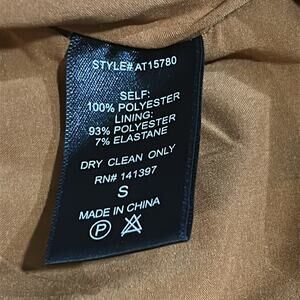 STYLE# AT15780
SELF:
100% POLYESTER
LINING:
93% POLYESTER
7% ELASTANE
DRY CLEAN ONLY
RN# 141397
S
MADE IN CHINA
P